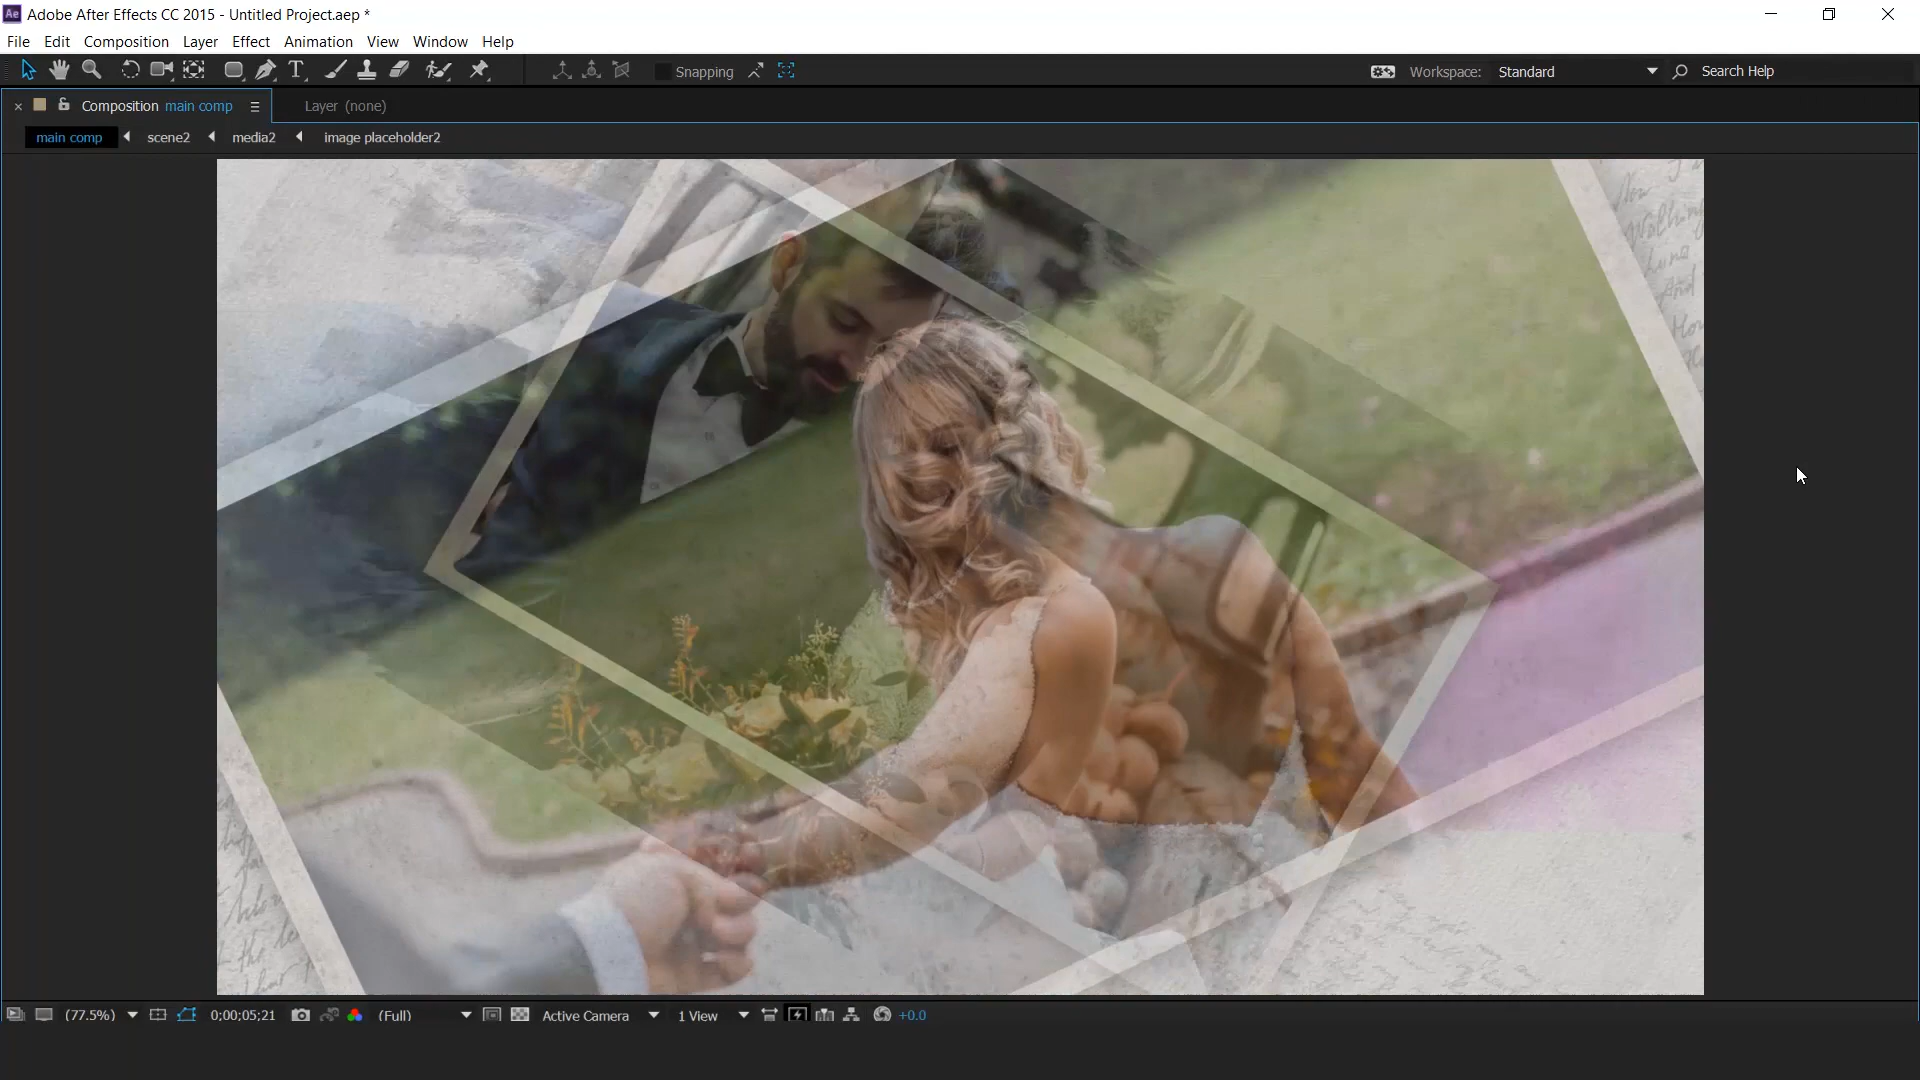 Ae Adobe After Effects CC 2015 - Untitled Project.aep *
File Edit Composition Layer Effect Animation View Window Help
T Snapping Workspace: Standard Search Help
× Composition main comp Layer (none)
main comp scene2 media2 image placeholder2
(77.5%) 0;00;05;21 (Full) Active Camera 1 View +0.0